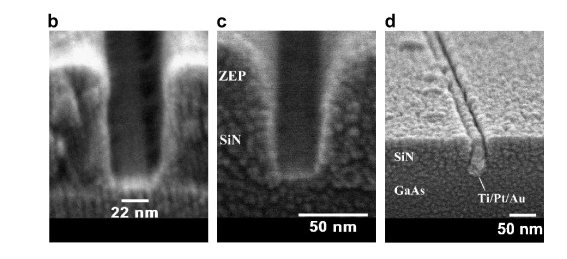 b
c
d
ZEP
SiN
SiN
GaAs
Ti/Pt/Au
22 nm
50 nm
50 nm